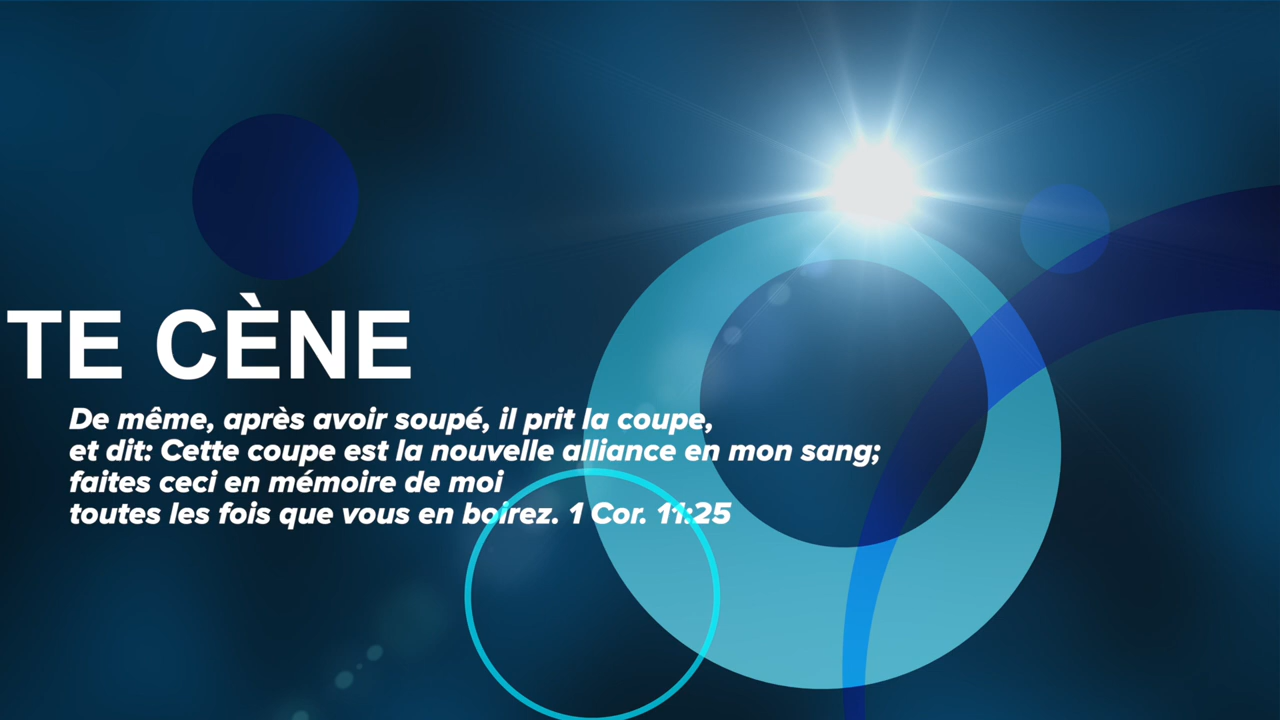 TE CÈNE
De même, après avoir soupé, il prit la coupe,
et dit: Cette coupe est la nouvelle alliance en mon sang;
faites ceci en mémoire de moi
toutes les fois que vous en boirez. 1 Cor. 11:25